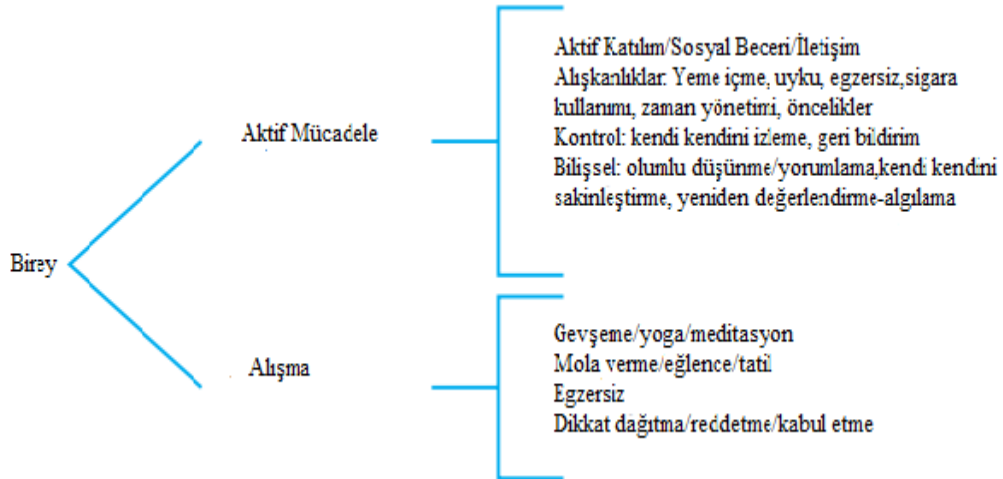 Aktif Katılım/Sosyal Beceri/İletişim
Alışkanlıklar: Yeme içme, uyku, egzersiz,sigara
kullanımı, zaman yönetimi, öncelikler
Kontrol: kendi kendini izleme, geri bildirim
Bilişsel: olumlu düşünme/yorumlama,kendi kendini
sakinleştirme, yeniden değerlendirme-algılama
Aktif Mücadele
Birey
Alışma
Gevşeme/yoga/meditasyon
Mola verme/eğlence/tatil
Egzersiz
Dikkat dağıtma/reddetme/kabul etme